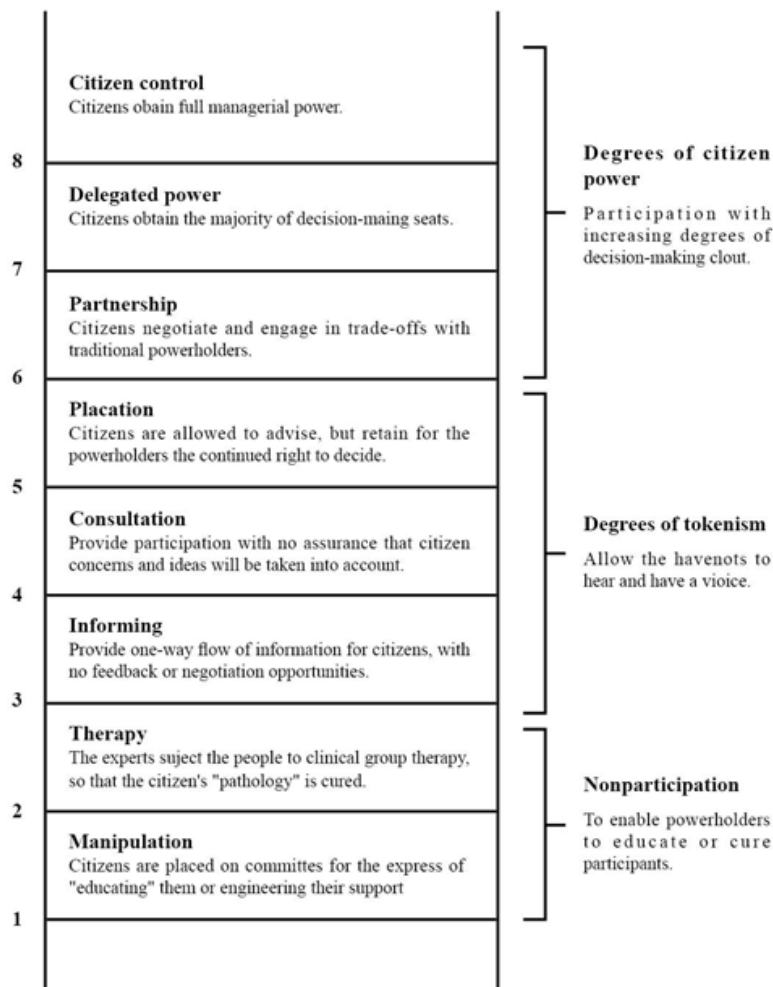 Citizen control
Citizens obain full managerial power.
8
Delegated power
Citizens obtain the majority of decision-maing seats.
7
Partnership
Citizens negotiate and engage in trade-offs with
traditional powerholders.
6
Placation
Citizens are allowed to advise, but retain for the
powerholders the continued right to decide.
5
Consultation
Provide participation with no assurance that citizen
concerns and ideas will be taken into account.
4
Informing
Provide one-way flow of information for citizens, with
no feedback or negotiation opportunities.
3
Therapy
The experts suject the people to clinical group therapy,
so that the citizen's "pathology" is cured.
2
Manipulation
Citizens are placed on committes for the express of
"educating" them or engineering their support
1
Degrees of citizen
power
Participation with
increasing degrees of
decision-making clout.
Degrees of tokenism
Allow the havenots to
hear and have a vioice.
Nonparticipation
To enable powerholders
to educate or cure
participants.